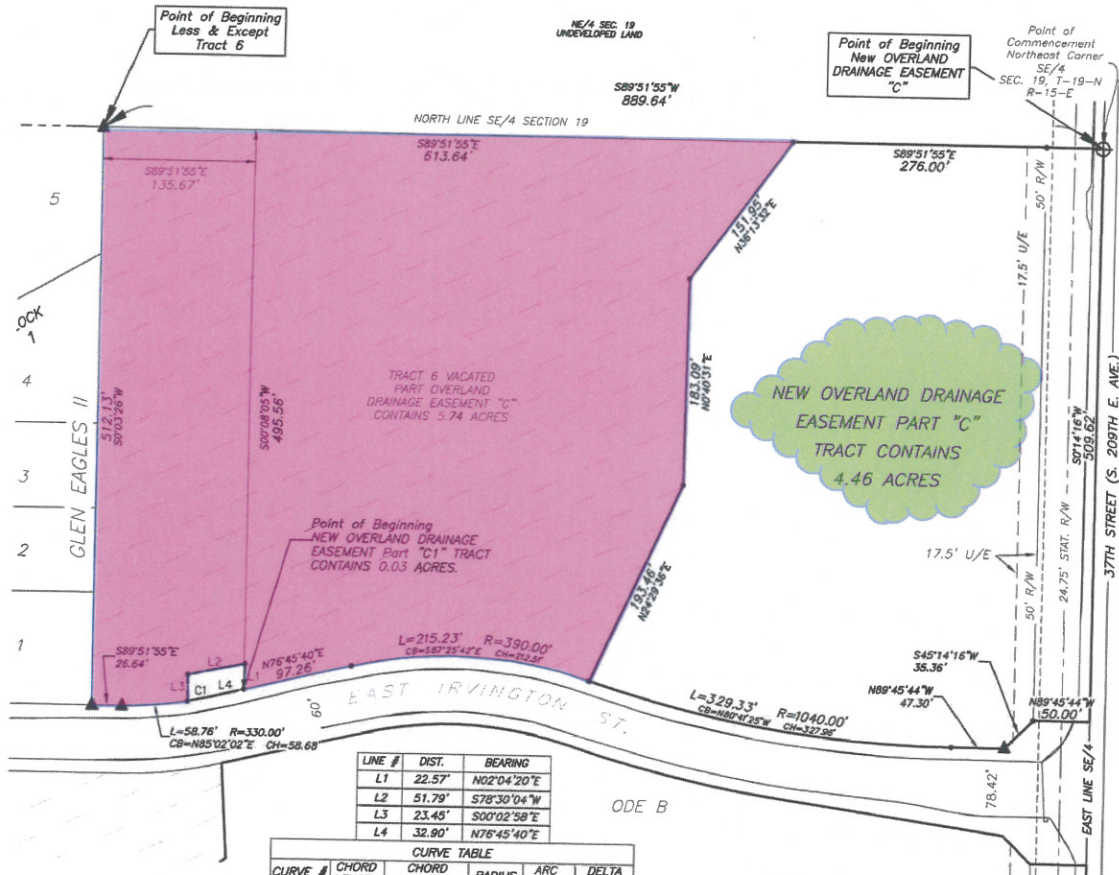 Point of Beginning
Less & Except
Tract 6
NE/4 SEC. 19
UNDEVELOPED LAND
Point of Beginning
New OVERLAND
DRAINAGE EASEMENT
"C"
Point of
Commencement
Northeast Corner
SE/4
SEC. 19, T-19-N
R-15-E
S89°51'55"W
889.64'
NORTH LINE SE/4 SECTION 19
S89°51'55"E
613.64'
S89°51'55"E
276.00'
S89°51'55"E
135.67'
5
OCK
1
4
3
2
1
GLEN EAGLES II
512.13'
S0°03'26"W
S00°08'05"W
495.56'
TRACT 6 VACATED
PART OVERLAND
DRAINAGE EASEMENT "C"
CONTAINS 5.74 ACRES
151.95'
N36°13'32"E
183.09'
N0°40'31"E
193.46'
N24°29'36"E
NEW OVERLAND DRAINAGE
EASEMENT PART "C"
TRACT CONTAINS
4.46 ACRES
17.5' U/E
50' R/W
S0°14'16"W
509.62'
37TH STREET (S. 209TH E. AVE.)
17.5' U/E
50' R/W
24.75' STAT. R/W
Point of Beginning
NEW OVERLAND DRAINAGE
EASEMENT Part "C1" TRACT
CONTAINS 0.03 ACRES.
S89°51'55"E
26.64'
L2
L3
C1
L4
L1
N76°45'40"E
97.26'
L=215.23' R=390.00'
CB=S87°25'42"E CH=212.51'
EAST IRVINGTON ST.
60'
L=58.76' R=330.00'
CB=N85°02'02"E CH=58.68'
L=329.33' R=1040.00'
CB=N80°41'25"W CH=327.96'
S45°14'16"W
35.36'
N89°45'44"W
47.30'
N89°45'44"W
50.00'
78.42'
EAST LINE SE/4
ODE B
LINE # DIST. BEARING
L1 22.57' N02°04'20"E
L2 51.79' S78°30'04"W
L3 23.45' S00°02'58"E
L4 32.90' N76°45'40"E
CURVE TABLE
CURVE # CHORD CHORD RADIUS ARC DELTA